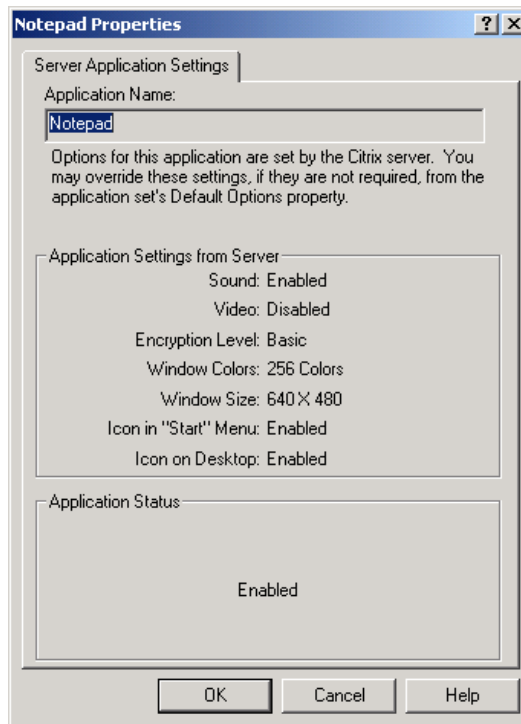 Notepad Properties
Server Application Settings
Application Name:
Notepad
Options for this application are set by the Citrix server. You
may override these settings, if they are not required, from the
application set's Default Options property.
Application Settings from Server
Sound: Enabled
Video: Disabled
Encryption Level: Basic
Window Colors: 256 Colors
Window Size: 640 X 480
Icon in "Start" Menu: Enabled
Icon on Desktop: Enabled
Application Status
Enabled
OK Cancel Help